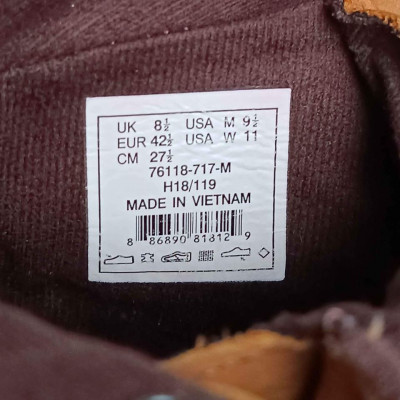 UK 8½ USA M 9½
EUR 42½ USA W 11
CM 27½
76118-717-M
H18/119
MADE IN VIETNAM
8 86890 81812 9